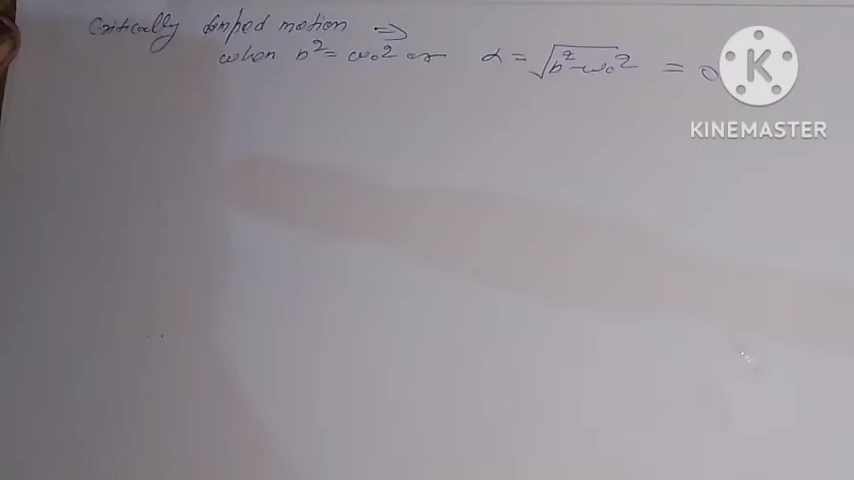 Critically damped motion ⇒
when b² = ω₀2 or α = √b²-ω₀2 = 0
K
KINEMASTER